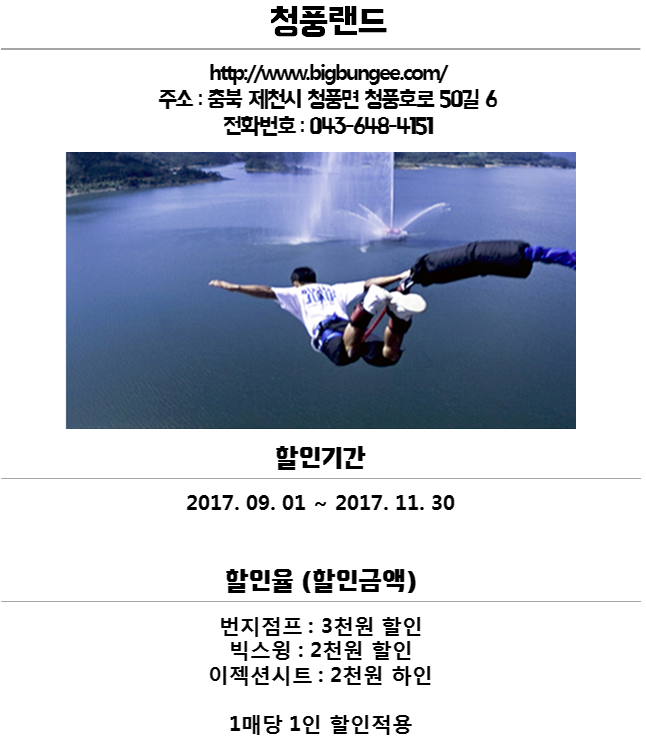 청풍랜드
http://www.bigbungee.com/
주소 : 충북 제천시 청풍면 청풍호로 50길 6
전화번호 : 043-648-4151
할인기간
2017. 09. 01 ~ 2017. 11. 30
할인율 (할인금액)
번지점프 : 3천원 할인
빅스윙 : 2천원 할인
이젝션시트 : 2천원 하인
1매당 1인 할인적용